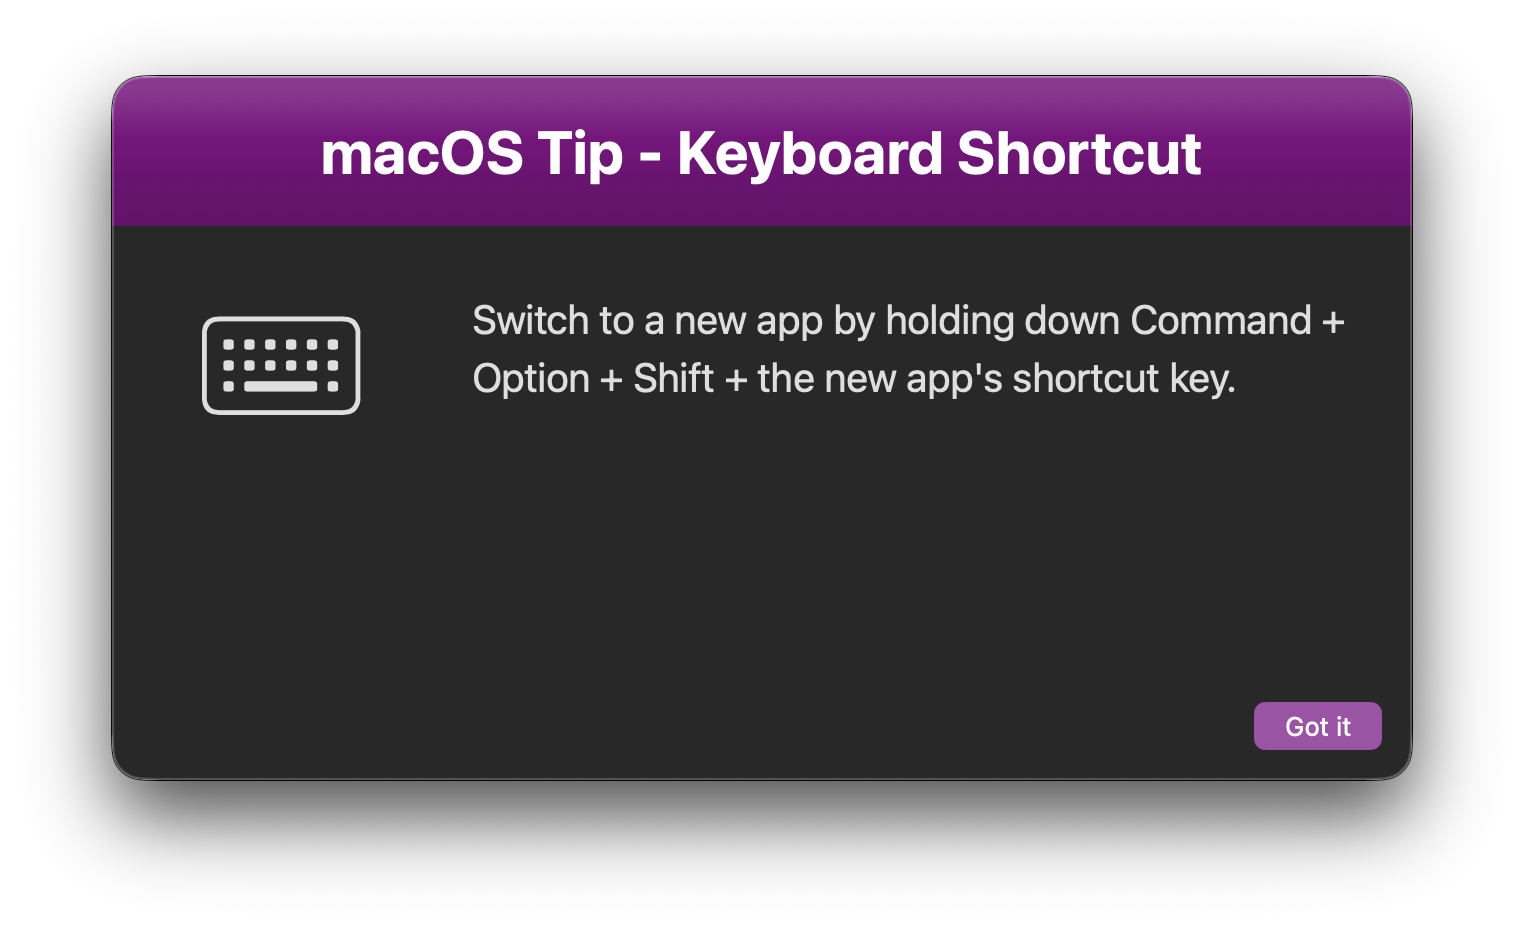 macOS Tip - Keyboard Shortcut
Switch to a new app by holding down Command +
Option + Shift + the new app's shortcut key.
Got it